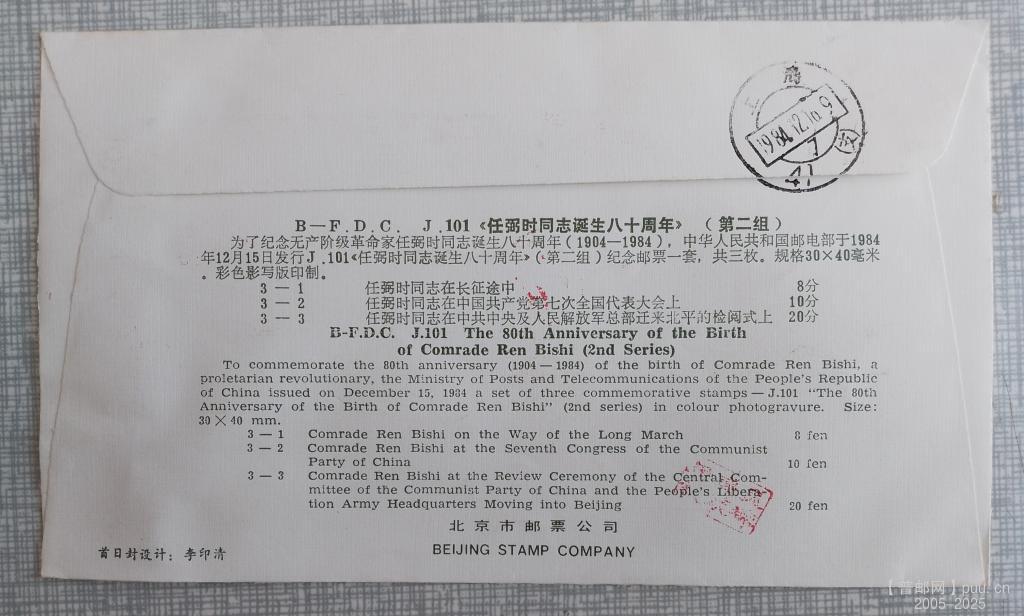 上海
1984.12.16.9
7
(支)
41
B－F.D.C. J.101《任弼时同志诞生八十周年》（第二组）
为了纪念无产阶级革命家任弼时同志诞生八十周年（1904—1984），中华人民共和国邮电部于1984
年12月15日发行J.101《任弼时同志诞生八十周年》（第二组）纪念邮票一套，共三枚。规格30×40毫米
。彩色影写版印制。
3－1 任弼时同志在长征途中 8分
3－2 任弼时同志在中国共产党第七次全国代表大会上 10分
3－3 任弼时同志在中共中央及人民解放军总部迁来北平的检阅式上 20分
B-F.D.C. J.101 The 80th Anniversary of the Birth
of Comrade Ren Bishi (2nd Series)
To commemorate the 80th anniversary (1904—1984) of the birth of Comrade Ren Bishi, a
proletarian revolutionary, the Ministry of Posts and Telecommunications of the People's Republic
of China issued on December 15, 1984 a set of three commemorative stamps—J.101 "The 80th
Anniversary of the Birth of Comrade Ren Bishi" (2nd series) in colour photogravure. Size:
30×40 mm.
3－1 Comrade Ren Bishi on the Way of the Long March 8 fen
3－2 Comrade Ren Bishi at the Seventh Congress of the Communist
Party of China 10 fen
3－3 Comrade Ren Bishi at the Review Ceremony of the Central Com-
mittee of the Communist Party of China and the People's Libera-
tion Army Headquarters Moving into Beijing 20 fen
北京市邮票公司
首日封设计：李印清
BEIJING STAMP COMPANY
【普邮网】puu.cn
2005-2025